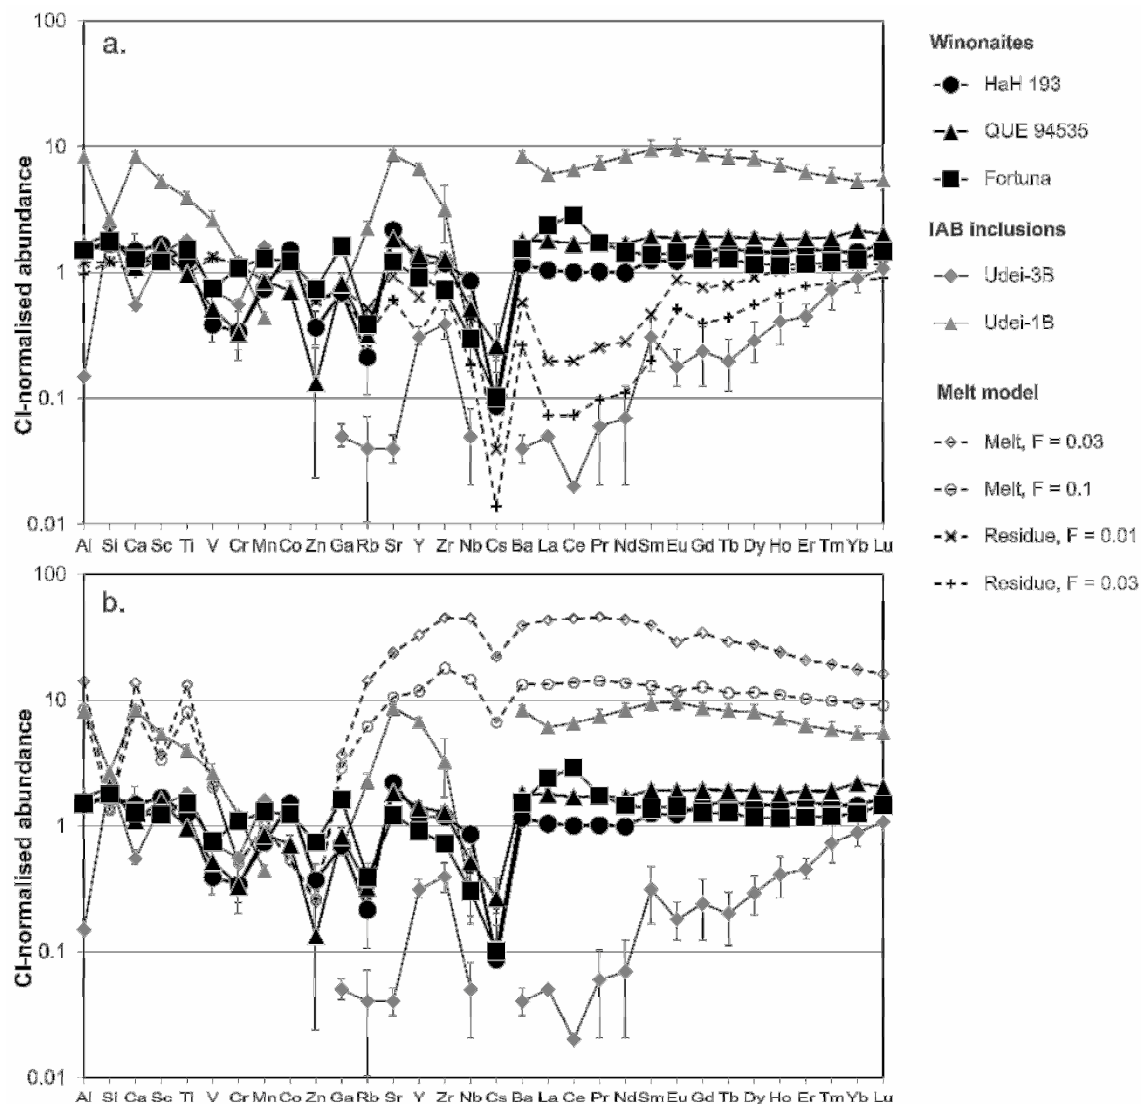 100
a.
10
1
0.1
0.01
CI-normalised abundance
Al Si Ca Sc Ti V Cr Mn Co Zn Ga Rb Sr Y Zr Nb Cs Ba La Ce Pr Nd Sm Eu Gd Tb Dy Ho Er Tm Yb Lu
Winonaites
HaH 193
QUE 94535
Fortuna
IAB inclusions
Udei-3B
Udei-1B
Melt model
Melt, F = 0.03
Melt, F = 0.1
Residue, F = 0.01
Residue, F = 0.03
100
b.
10
1
0.1
0.01
CI-normalised abundance
Al Si Ca Sc Ti V Cr Mn Co Zn Ga Rb Sr Y Zr Nb Cs Ba La Ce Pr Nd Sm Eu Gd Tb Dy Ho Er Tm Yb Lu